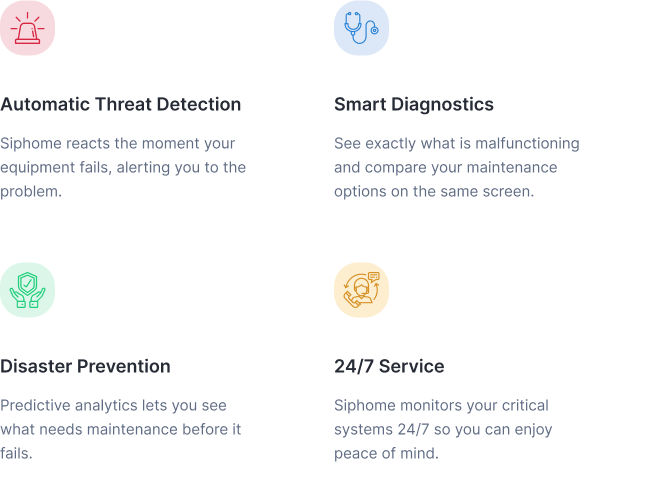 Automatic Threat Detection
Siphome reacts the moment your
equipment fails, alerting you to the
problem.
Smart Diagnostics
See exactly what is malfunctioning
and compare your maintenance
options on the same screen.
Disaster Prevention
Predictive analytics lets you see
what needs maintenance before it
fails.
24/7 Service
Siphome monitors your critical
systems 24/7 so you can enjoy
peace of mind.